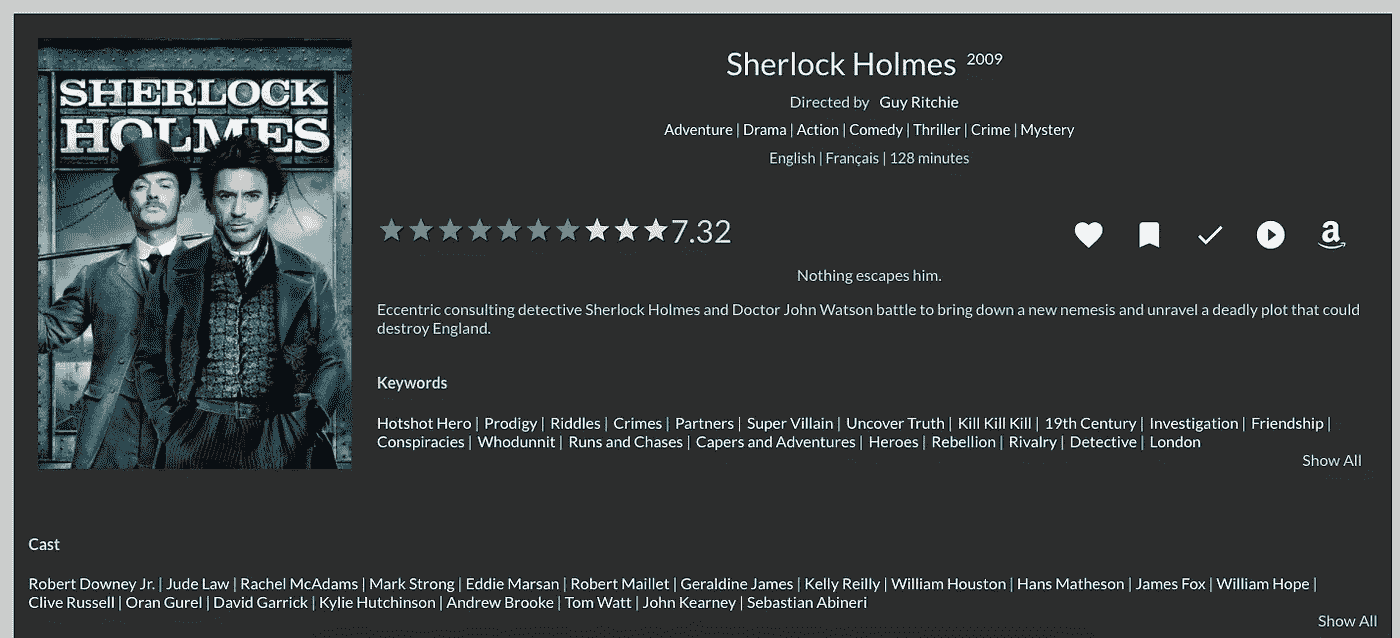 SHERLOCK
HOLMES
Sherlock Holmes 2009
Directed by Guy Ritchie
Adventure | Drama | Action | Comedy | Thriller | Crime | Mystery
English | Français | 128 minutes
7.32
a
Nothing escapes him.
Eccentric consulting detective Sherlock Holmes and Doctor John Watson battle to bring down a new nemesis and unravel a deadly plot that could
destroy England.
Keywords
Hotshot Hero | Prodigy | Riddles | Crimes | Partners | Super Villain | Uncover Truth | Kill Kill Kill | 19th Century | Investigation | Friendship |
Conspiracies | Whodunnit | Runs and Chases | Capers and Adventures | Heroes | Rebellion | Rivalry | Detective | London
Show All
Cast
Robert Downey Jr. | Jude Law | Rachel McAdams | Mark Strong | Eddie Marsan | Robert Maillet | Geraldine James | Kelly Reilly | William Houston | Hans Matheson | James Fox | William Hope |
Clive Russell | Oran Gurel | David Garrick | Kylie Hutchinson | Andrew Brooke | Tom Watt | John Kearney | Sebastian Abineri
Show All